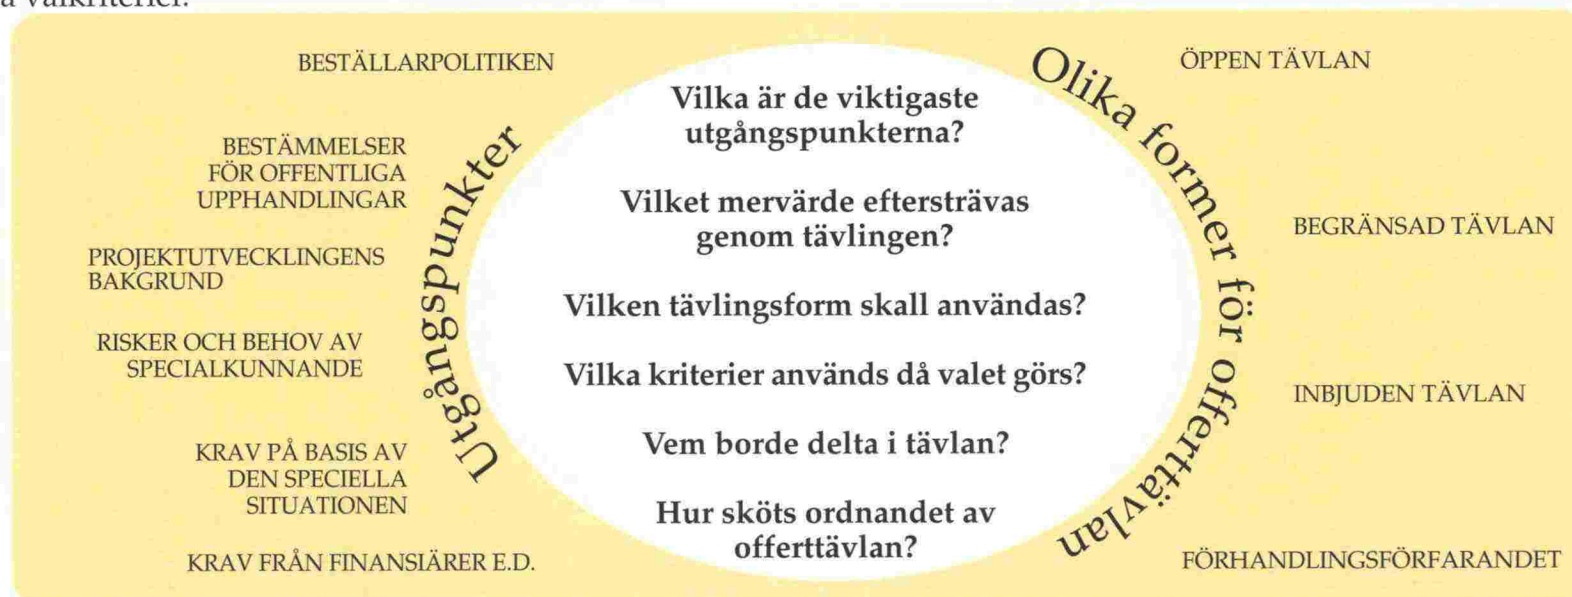 valkriterier.
BESTÄLLARPOLITIKEN
BESTÄMMELSER
FÖR OFFENTLIGA
UPPHANDLINGAR
PROJEKTUTVECKLINGENS
BAKGRUND
RISKER OCH BEHOV AV
SPECIALKUNNANDE
KRAV PÅ BASIS AV
DEN SPECIELLA
SITUATIONEN
KRAV FRÅN FINANSIÄRER E.D.
Utgångspunkter
Vilka är de viktigaste
utgångspunkterna?
Vilket mervärde eftersträvas
genom tävlingen?
Vilken tävlingsform skall användas?
Vilka kriterier används då valet görs?
Vem borde delta i tävlan?
Hur sköts ordnandet av
offerttävlan?
Olika former för offerttävlan
ÖPPEN TÄVLAN
BEGRÄNSAD TÄVLAN
INBJUDEN TÄVLAN
FÖRHANDLINGSFÖRFARANDET